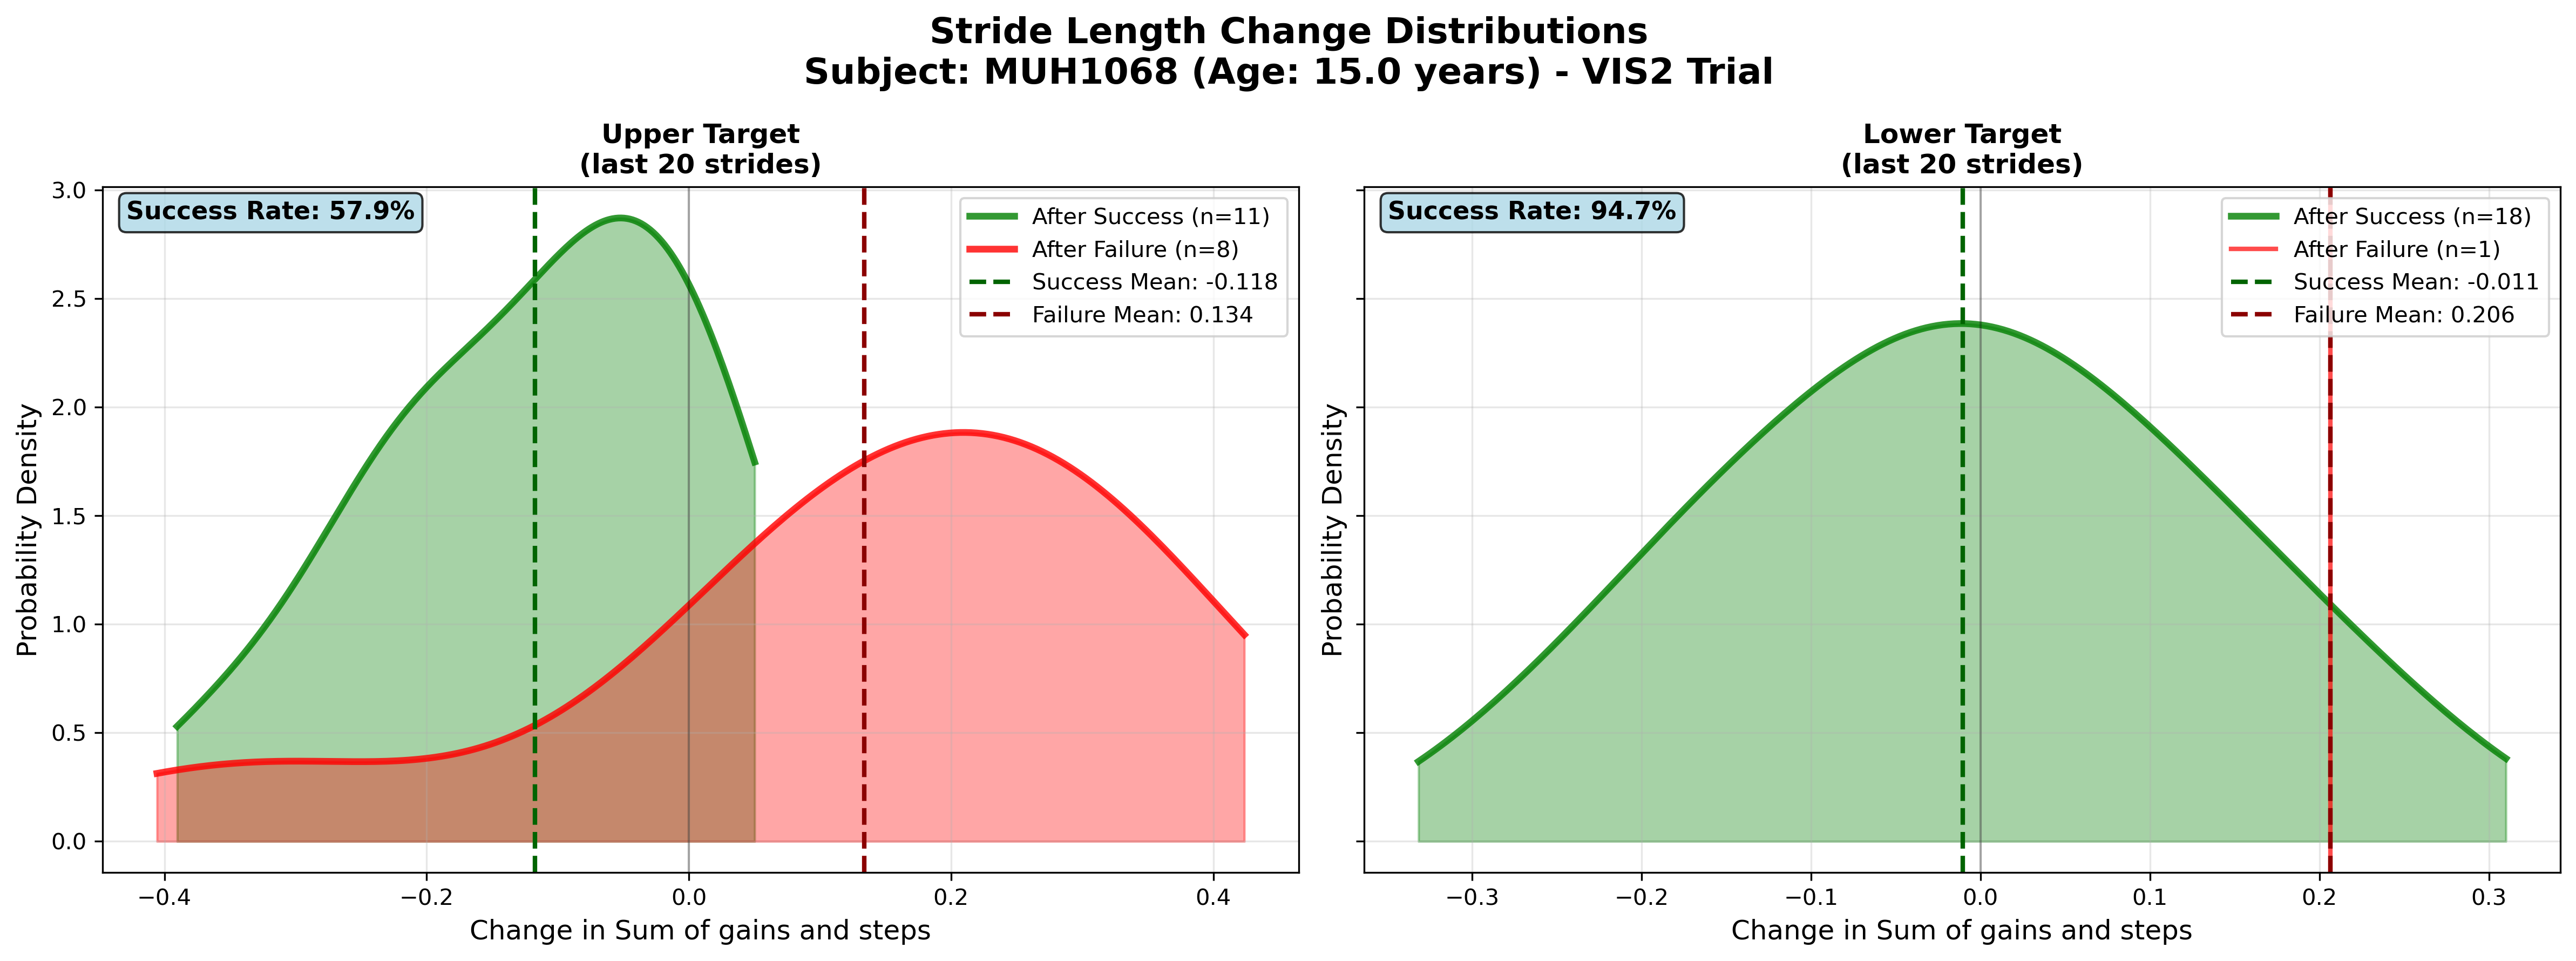 Stride Length Change Distributions
Subject: MUH1068 (Age: 15.0 years) - VIS2 Trial
Upper Target
(last 20 strides)
Success Rate: 57.9%
After Success (n=11)
After Failure (n=8)
Success Mean: -0.118
Failure Mean: 0.134
Probability Density
3.0
2.5
2.0
1.5
1.0
0.5
0.0
−0.4 −0.2 0.0 0.2 0.4
Change in Sum of gains and steps
Lower Target
(last 20 strides)
Success Rate: 94.7%
After Success (n=18)
After Failure (n=1)
Success Mean: -0.011
Failure Mean: 0.206
Probability Density
−0.3 −0.2 −0.1 0.0 0.1 0.2 0.3
Change in Sum of gains and steps